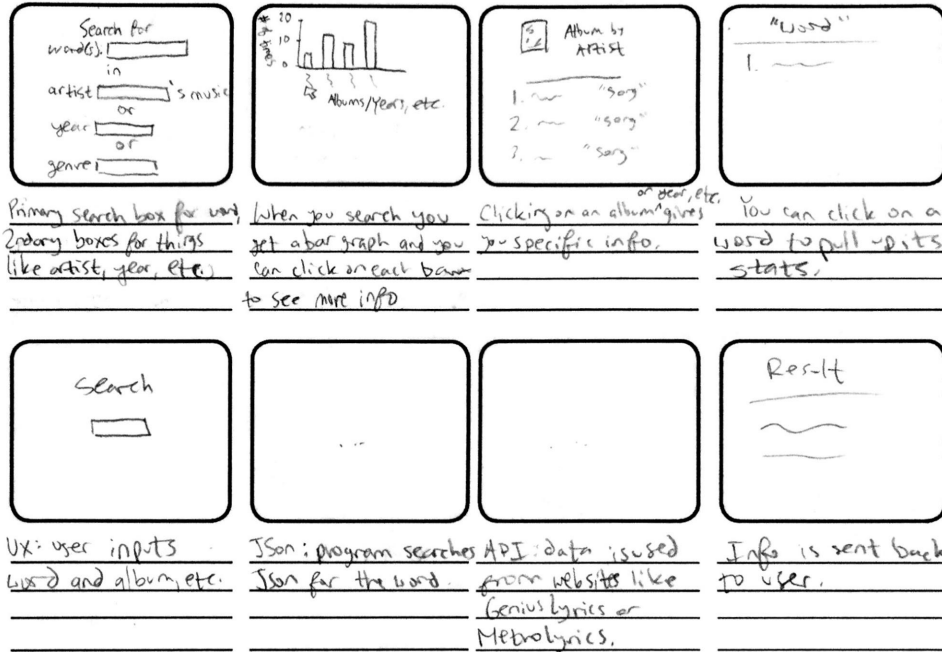 Search for
word(s):
in
artist 's music
or
year
or
genre
# of times
20
10
0
Albums/Years, etc.
Album by
Artist
1. "song"
2. "song"
3. "song"
"Word"
1.
Primary search box for word,
2ndary boxes for things
like artist, year, etc.
When you search you
get a bar graph and you
can click on each bar
to see more info
or year, etc.
Clicking on an album gives
you specific info.
You can click on a
word to pull up its
stats.
Search
Result
UX: user inputs
word and album, etc.
JSon: program searches
JSon for the word.
API: data is used
from websites like
Genius Lyrics or
Metrolyrics.
Info is sent back
to user.